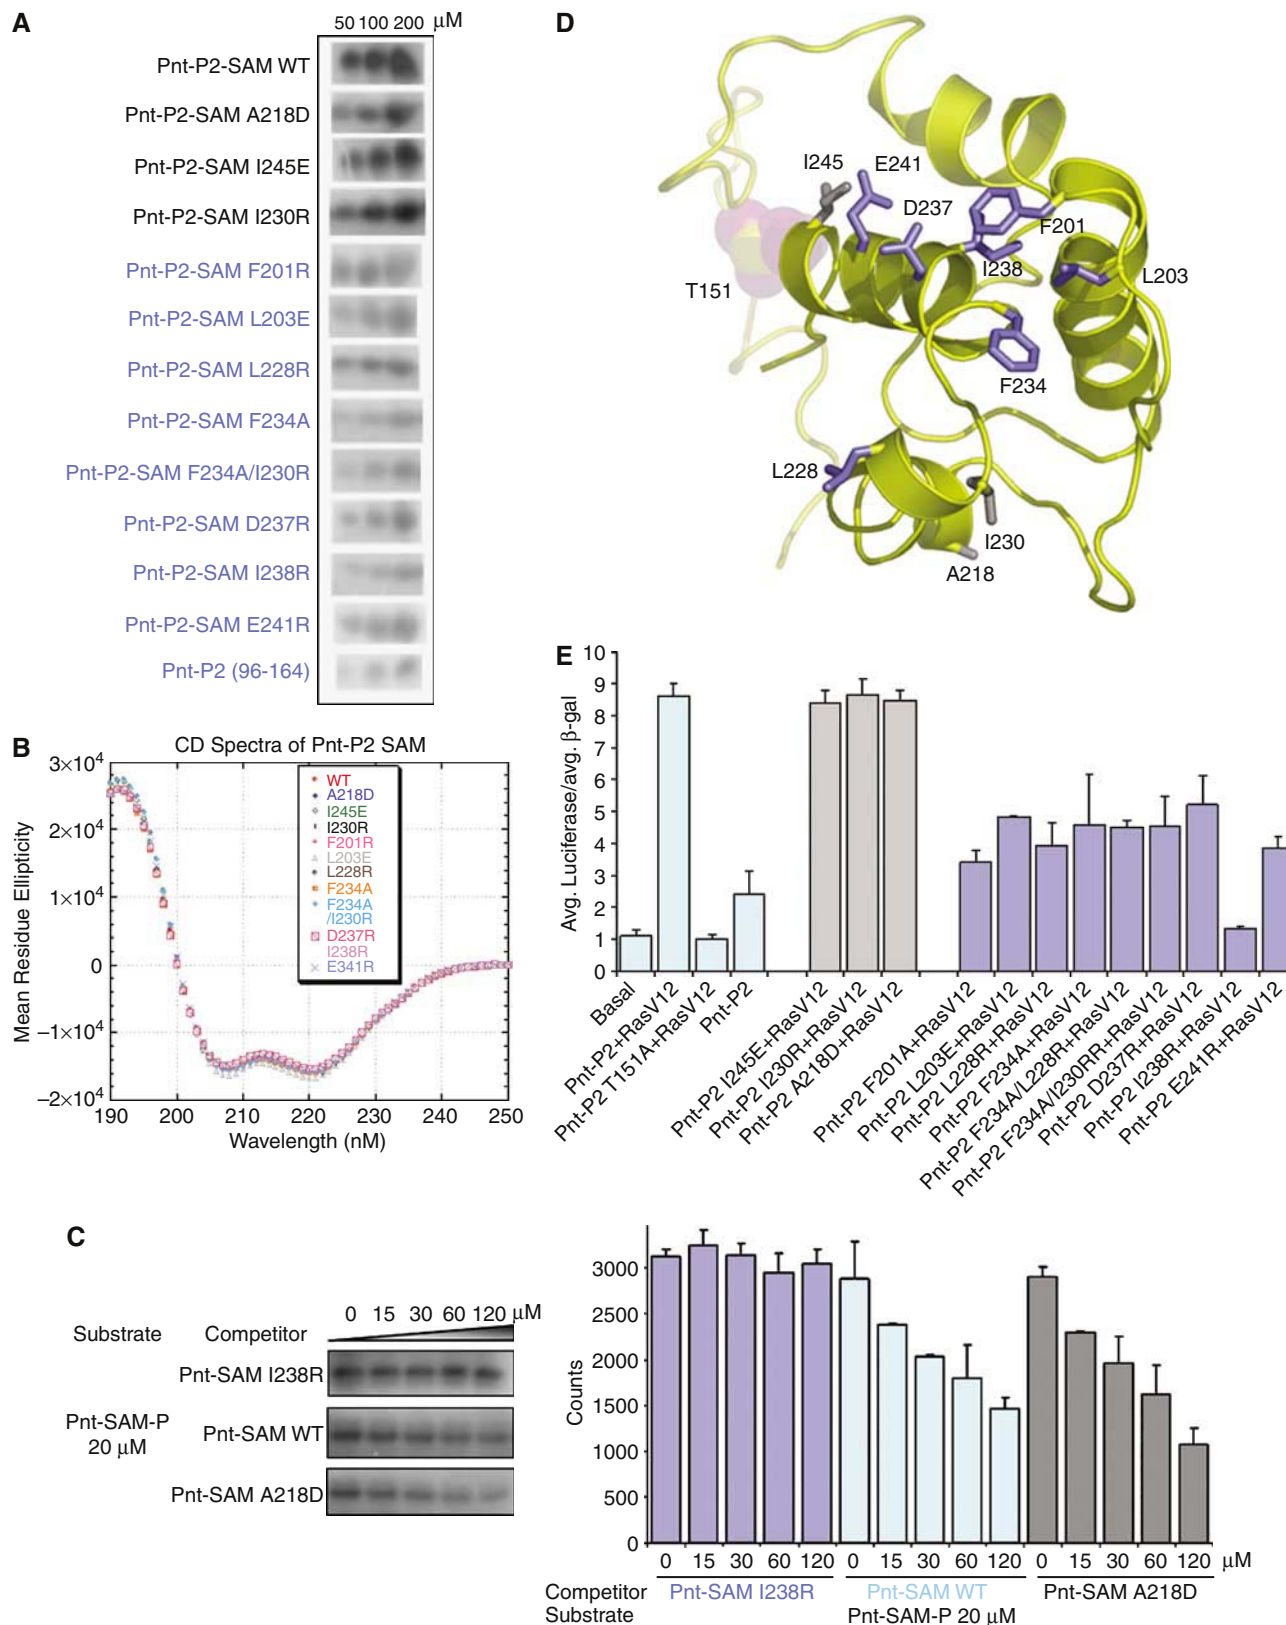 A
50 100 200 μM
Pnt-P2-SAM WT
Pnt-P2-SAM A218D
Pnt-P2-SAM I245E
Pnt-P2-SAM I230R
Pnt-P2-SAM F201R
Pnt-P2-SAM L203E
Pnt-P2-SAM L228R
Pnt-P2-SAM F234A
Pnt-P2-SAM F234A/I230R
Pnt-P2-SAM D237R
Pnt-P2-SAM I238R
Pnt-P2-SAM E241R
Pnt-P2 (96-164)
D
I245
E241
D237
F201
I238
L203
T151
F234
L228
I230
A218
B
CD Spectra of Pnt-P2 SAM
Mean Residue Ellipticity
3×10⁴
2×10⁴
1×10⁴
0
−1×10⁴
−2×10⁴
WT
A218D
I245E
I230R
F201R
L203E
L228R
F234A
F234A
/I230R
D237R
I238R
E341R
190 200 210 220 230 240 250
Wavelength (nM)
E
Avg. Luciferase/avg. β-gal
10
9
8
7
6
5
4
3
2
1
0
Basal
Pnt-P2+RasV12
Pnt-P2 T151A+RasV12
Pnt-P2
Pnt-P2 I245E+RasV12
Pnt-P2 I230R+RasV12
Pnt-P2 A218D+RasV12
Pnt-P2 F201A+RasV12
Pnt-P2 L203E+RasV12
Pnt-P2 L228R+RasV12
Pnt-P2 F234A+RasV12
Pnt-P2 F234A/L228R+RasV12
Pnt-P2 F234A/I230RR+RasV12
Pnt-P2 D237R+RasV12
Pnt-P2 I238R+RasV12
Pnt-P2 E241R+RasV12
C
0 15 30 60 120 μM
Substrate Competitor
Pnt-SAM I238R
Pnt-SAM-P
20 μM
Pnt-SAM WT
Pnt-SAM A218D
Counts
3000
2500
2000
1500
1000
500
0
0 15 30 60 120 0 15 30 60 120 0 15 30 60 120 μM
Competitor Pnt-SAM I238R Pnt-SAM WT Pnt-SAM A218D
Substrate Pnt-SAM-P 20 μM